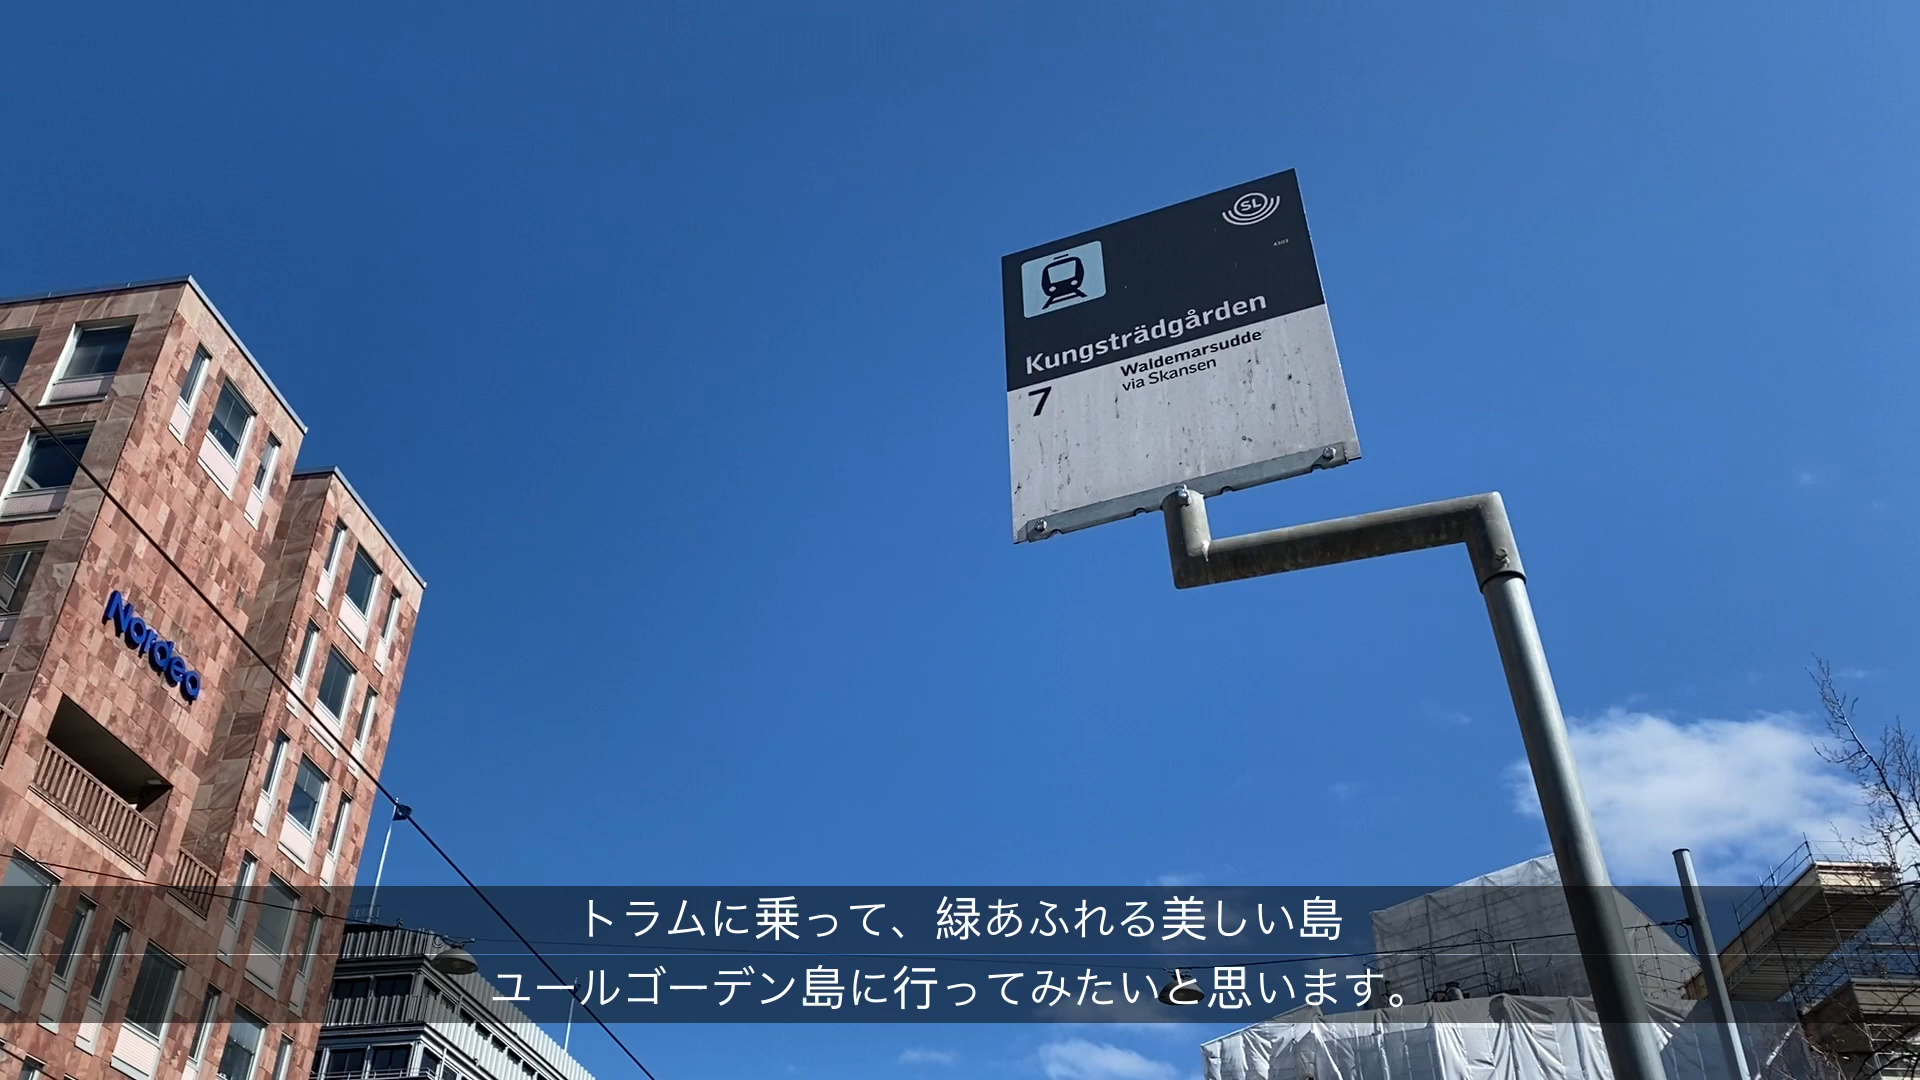 SL
4303
Kungsträdgården
7 Waldemarsudde
via Skansen
Nordea
トラムに乗って、緑あふれる美しい島
ユールゴーデン島に行ってみたいと思います。